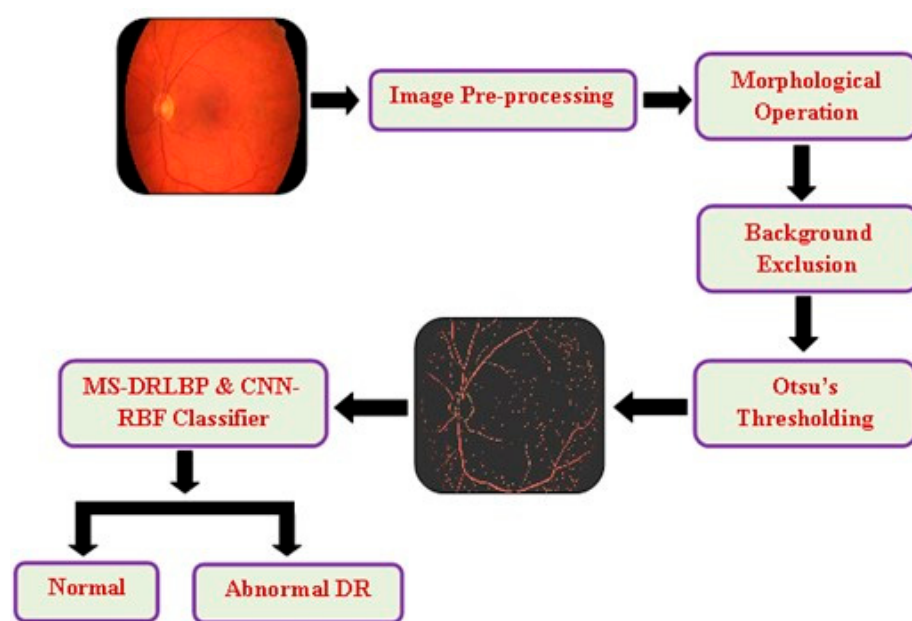 Image Pre-processing
Morphological
Operation
Background
Exclusion
Otsu's
Thresholding
MS-DRLBP & CNN-
RBF Classifier
Normal
Abnormal DR